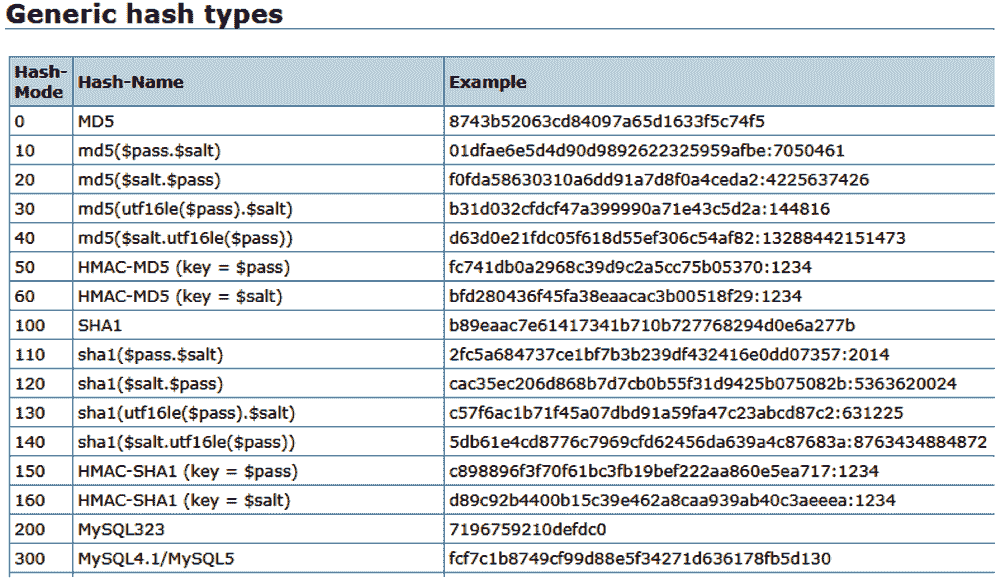 Generic hash types
Hash-Mode Hash-Name Example
0 MD5 8743b52063cd84097a65d1633f5c74f5
10 md5($pass.$salt) 01dfae6e5d4d90d9892622325959afbe:7050461
20 md5($salt.$pass) f0fda58630310a6dd91a7d8f0a4ceda2:4225637426
30 md5(utf16le($pass).$salt) b31d032cfdcf47a399990a71e43c5d2a:144816
40 md5($salt.utf16le($pass)) d63d0e21fdc05f618d55ef306c54af82:13288442151473
50 HMAC-MD5 (key = $pass) fc741db0a2968c39d9c2a5cc75b05370:1234
60 HMAC-MD5 (key = $salt) bfd280436f45fa38eaacac3b00518f29:1234
100 SHA1 b89eaac7e61417341b710b727768294d0e6a277b
110 sha1($pass.$salt) 2fc5a684737ce1bf7b3b239df432416e0dd07357:2014
120 sha1($salt.$pass) cac35ec206d868b7d7cb0b55f31d9425b075082b:5363620024
130 sha1(utf16le($pass).$salt) c57f6ac1b71f45a07dbd91a59fa47c23abcd87c2:631225
140 sha1($salt.utf16le($pass)) 5db61e4cd8776c7969cfd62456da639a4c87683a:8763434884872
150 HMAC-SHA1 (key = $pass) c898896f3f70f61bc3fb19bef222aa860e5ea717:1234
160 HMAC-SHA1 (key = $salt) d89c92b4400b15c39e462a8caa939ab40c3aeeea:1234
200 MySQL323 7196759210defdc0
300 MySQL4.1/MySQL5 fcf7c1b8749cf99d88e5f34271d636178fb5d130